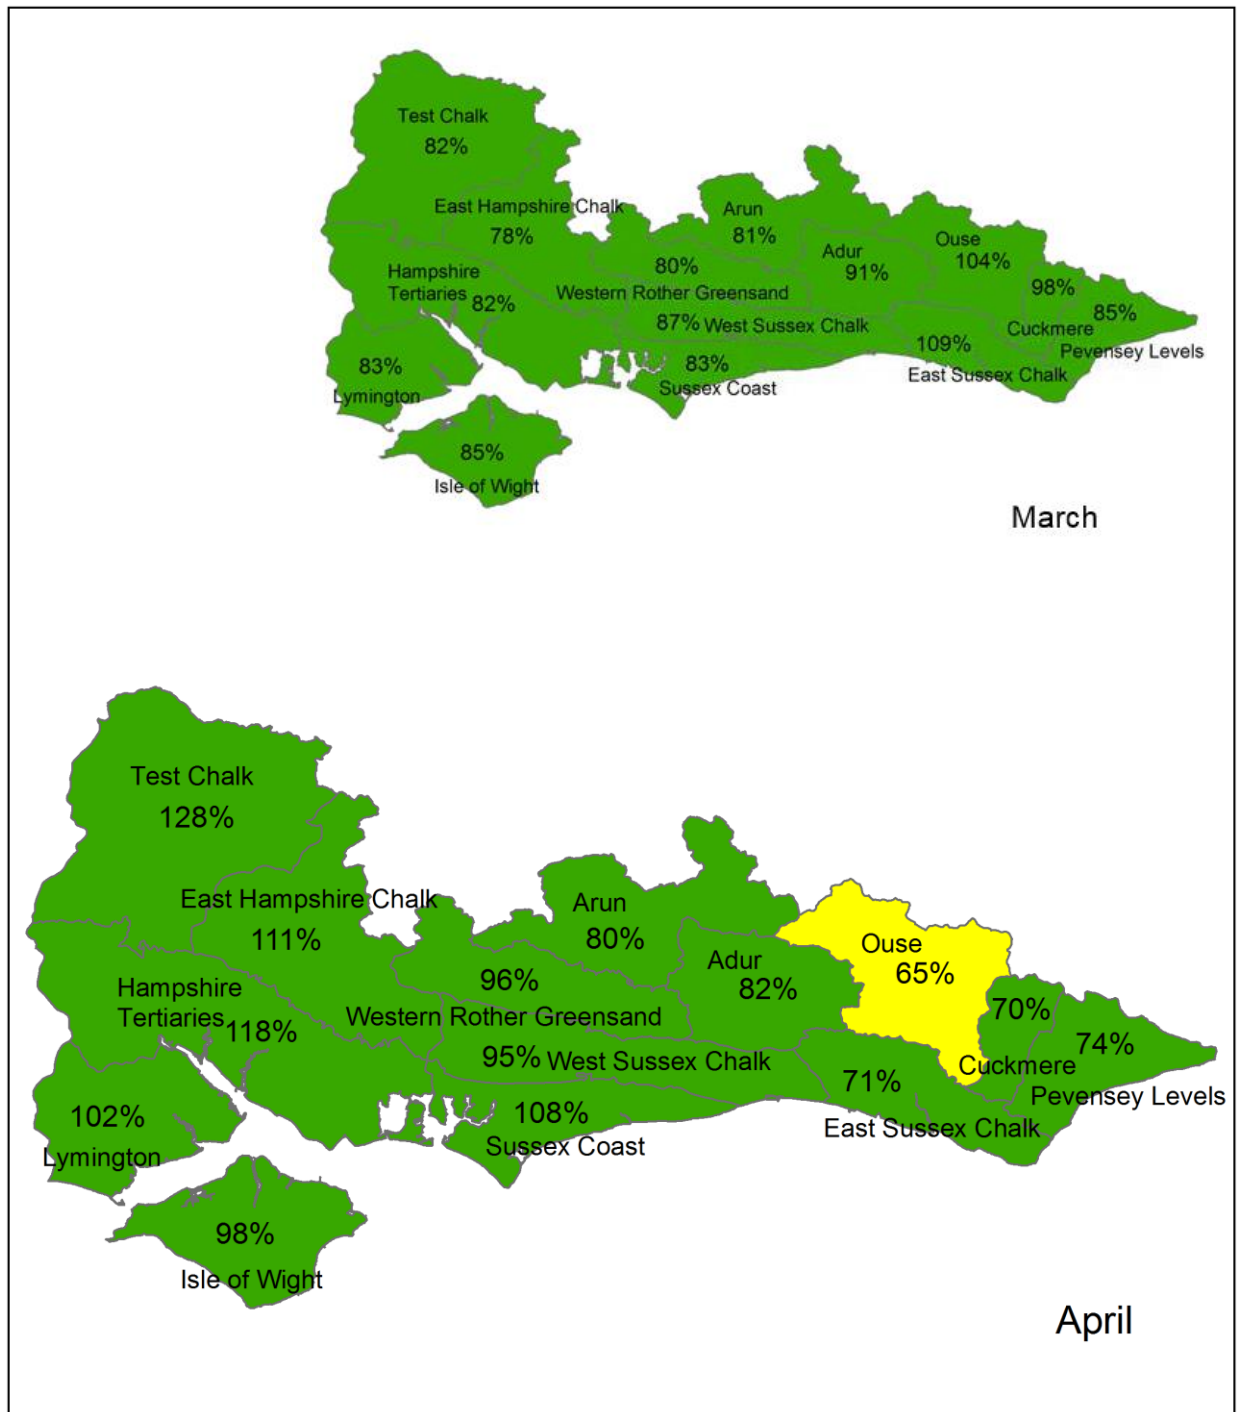 Test Chalk
82%
East Hampshire Chalk
78%
Arun
81%
Ouse
104%
Adur
91%
80%
Hampshire
Tertiaries 82%
Western Rother Greensand
98%
85%
87% West Sussex Chalk
Cuckmere
109%
Pevensey Levels
83%
Lymington
83%
Sussex Coast
East Sussex Chalk
85%
Isle of Wight
March
Test Chalk
128%
East Hampshire Chalk
111%
Arun
80%
Ouse
65%
Adur
82%
96%
Hampshire
Tertiaries 118%
Western Rother Greensand
70%
74%
95% West Sussex Chalk
Cuckmere
71%
Pevensey Levels
102%
Lymington
108%
Sussex Coast
East Sussex Chalk
98%
Isle of Wight
April